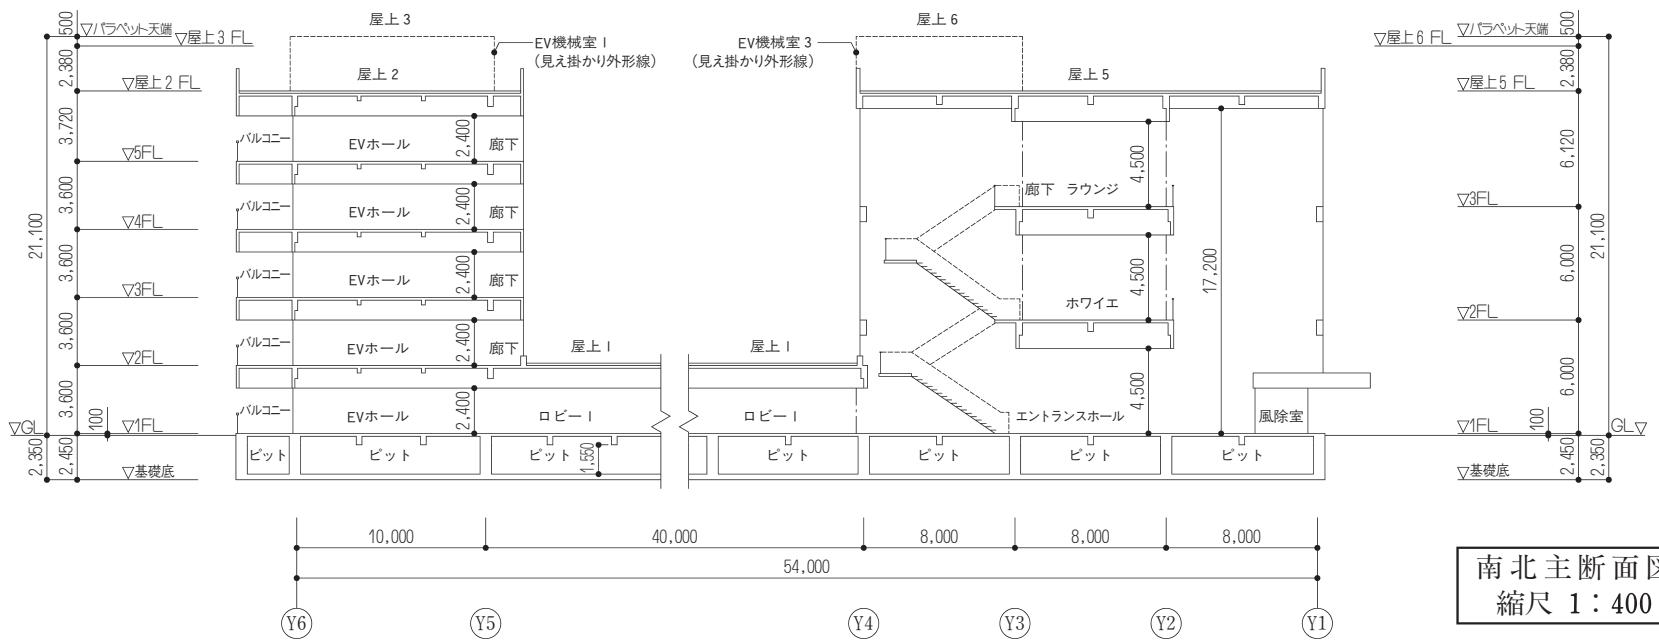 屋上3
屋上6
500
▽パラペット天端
▽屋上3 FL
EV機械室1
(見え掛かり外形線)
EV機械室3
(見え掛かり外形線)
▽屋上6 FL
▽パラペット天端
500
2,380
屋上2
屋上5
2,380
▽屋上2 FL
▽屋上5 FL
3,720
バルコニー
EVホール
2,400
廊下
▽5FL
4,500
6,120
3,600
バルコニー
EVホール
2,400
廊下
廊下 ラウンジ
▽3FL
▽4FL
21,100
21,100
3,600
バルコニー
EVホール
2,400
廊下
4,500
17,200
6,000
▽3FL
ホワイエ
3,600
バルコニー
EVホール
2,400
廊下
▽2FL
▽2FL
屋上1
屋上1
3,600
100
バルコニー
EVホール
2,400
ロビー1
ロビー1
4,500
エントランスホール
風除室
6,000
100
▽GL
▽1FL
▽1FL
GL▽
2,350
2,450
ピット
ピット
ピット
1,550
ピット
ピット
ピット
ピット
2,450
2,350
▽基礎底
▽基礎底
10,000
40,000
8,000
8,000
8,000
54,000
Y6
Y5
Y4
Y3
Y2
Y1
南北主断面図
縮尺 1:400